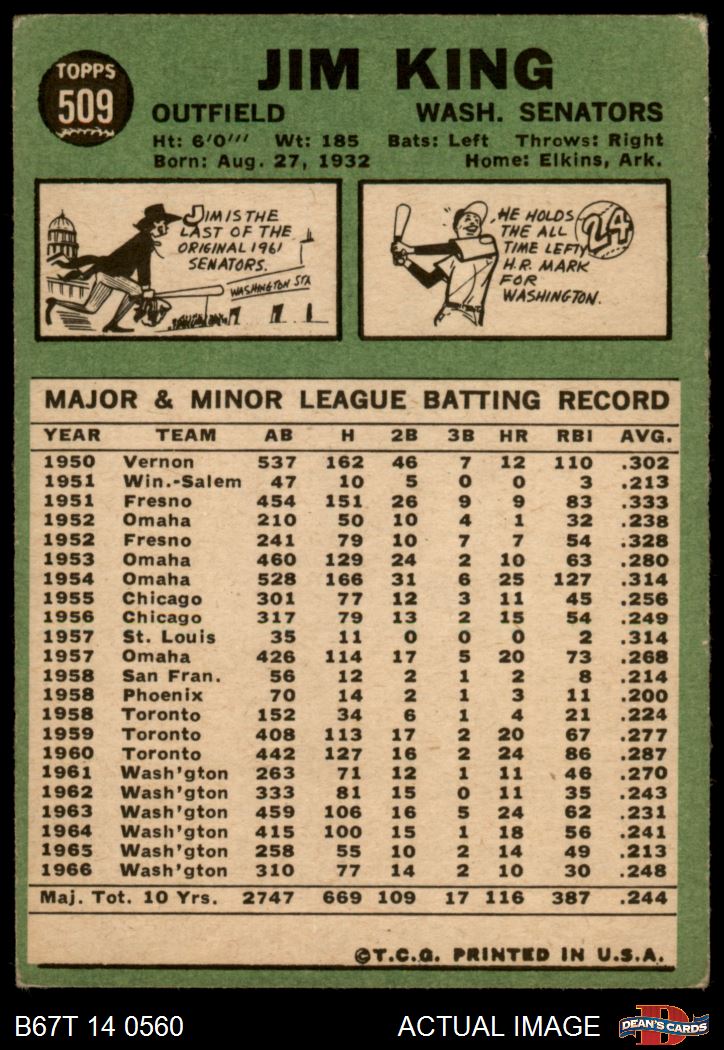 TOPPS
509
JIM KING
OUTFIELD WASH. SENATORS
Ht: 6'0''' Wt: 185 Bats: Left Throws: Right
Born: Aug. 27, 1932 Home: Elkins, Ark.
JIM IS THE
LAST OF THE
ORIGINAL 1961
SENATORS.
WASHINGTON STA
HE HOLDS
THE ALL
TIME LEFTY
H.R. MARK
FOR
WASHINGTON.
24
MAJOR & MINOR LEAGUE BATTING RECORD
YEAR TEAM AB H 2B 3B HR RBI AVG.
1950 Vernon 537 162 46 7 12 110 .302
1951 Win.-Salem 47 10 5 0 0 3 .213
1951 Fresno 454 151 26 9 9 83 .333
1952 Omaha 210 50 10 4 1 32 .238
1952 Fresno 241 79 10 7 7 54 .328
1953 Omaha 460 129 24 2 10 63 .280
1954 Omaha 528 166 31 6 25 127 .314
1955 Chicago 301 77 12 3 11 45 .256
1956 Chicago 317 79 13 2 15 54 .249
1957 St. Louis 35 11 0 0 0 2 .314
1957 Omaha 426 114 17 5 20 73 .268
1958 San Fran. 56 12 2 1 2 8 .214
1958 Phoenix 70 14 2 1 3 11 .200
1958 Toronto 152 34 6 1 4 21 .224
1959 Toronto 408 113 17 2 20 67 .277
1960 Toronto 442 127 16 2 24 86 .287
1961 Wash'gton 263 71 12 1 11 46 .270
1962 Wash'gton 333 81 15 0 11 35 .243
1963 Wash'gton 459 106 16 5 24 62 .231
1964 Wash'gton 415 100 15 1 18 56 .241
1965 Wash'gton 258 55 10 2 14 49 .213
1966 Wash'gton 310 77 14 2 10 30 .248
Maj. Tot. 10 Yrs. 2747 669 109 17 116 387 .244
©T.C.G. PRINTED IN U.S.A.
B67T 14 0560 ACTUAL IMAGE
D
DEAN'S CARDS